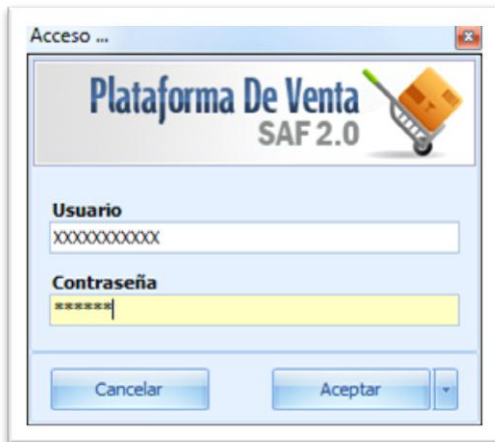 Acceso ...
Plataforma De Venta
SAF 2.0
Usuario
XXXXXXXXXXX
Contraseña
******
Cancelar
Aceptar